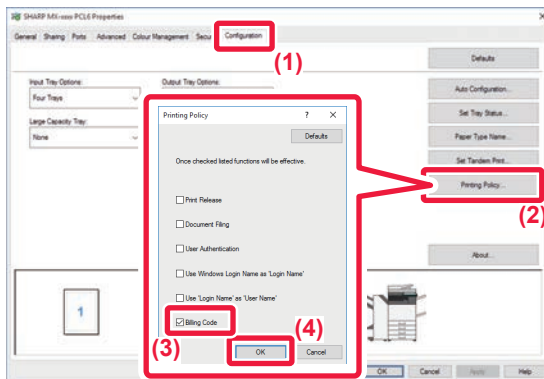 SHARP MX-xxxx PCL6 Properties
General Sharing Ports Advanced Colour Management Secu Configuration
(1)
Defaults
Input Tray Options:
Output Tray Options:
Four Trays
Auto Configuration...
Large Capacity Tray:
None
Set Tray Status...
Paper Type Name...
Set Tandem Print...
Printing Policy...
(2)
About...
Printing Policy ? ×
Defaults
Once checked listed functions will be effective.
Print Release
Document Filing
User Authentication
Use Windows Login Name as 'Login Name'
Use 'Login Name' as 'User Name'
Billing Code
(3)
(4)
OK Cancel
1
OK Cancel Apply Help